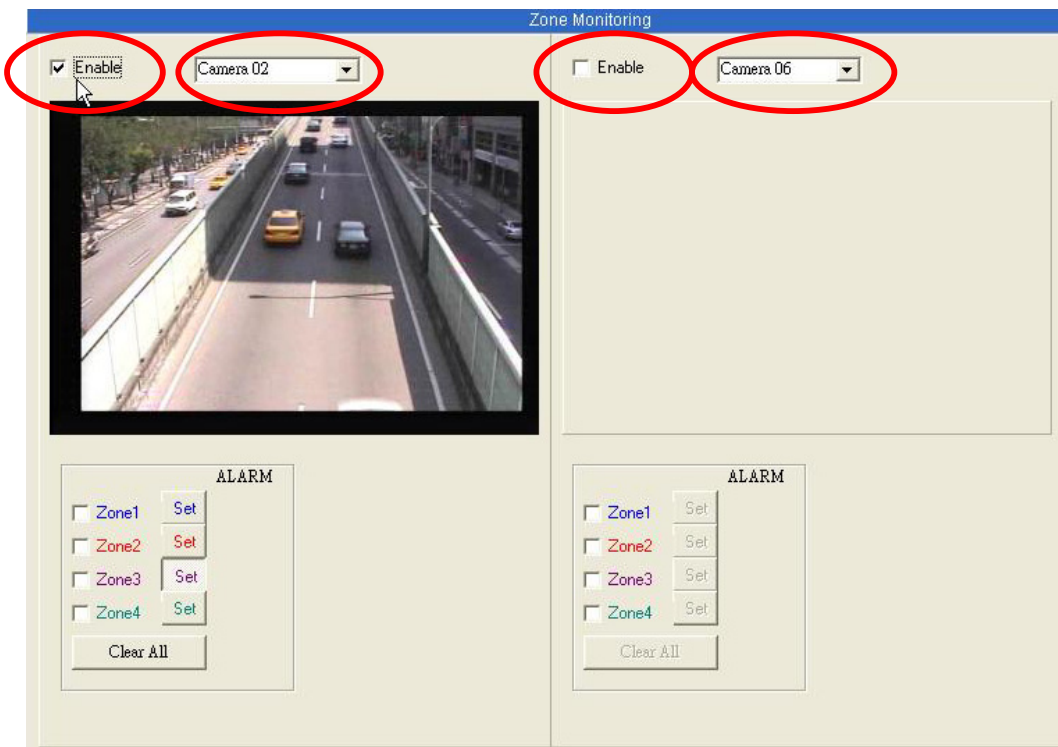 Zone Monitoring
Enable
Camera 02
ALARM
Zone1 Set
Zone2 Set
Zone3 Set
Zone4 Set
Clear All
Enable
Camera 06
ALARM
Zone1 Set
Zone2 Set
Zone3 Set
Zone4 Set
Clear All